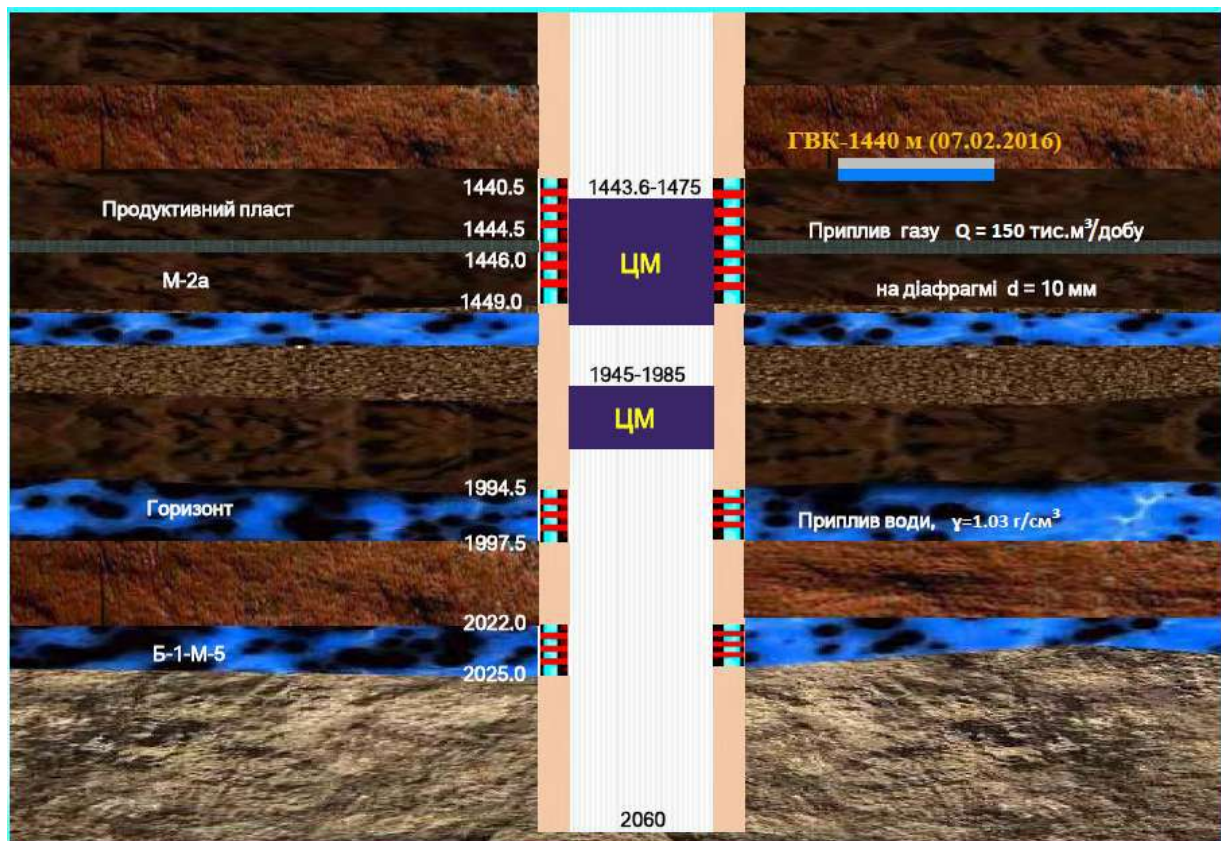 ГВК-1440 м (07.02.2016)
1440.5
1443.6-1475
Продуктивний пласт
1444.5
Приплив газу Q = 150 тис.м³/добу
1446.0
ЦМ
М-2а
1449.0
на діафрагмі d = 10 мм
1945-1985
ЦМ
1994.5
Горизонт
Приплив води, ɣ=1.03 г/см³
1997.5
2022.0
Б-1-М-5
2025.0
2060